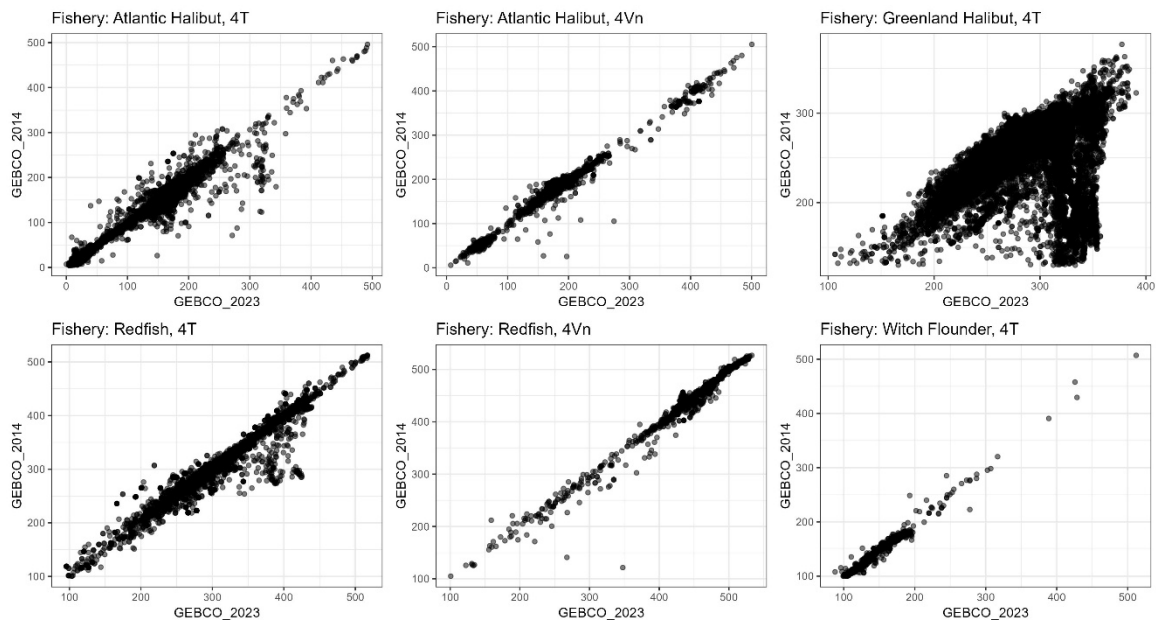 Fishery: Atlantic Halibut, 4T
500
400
300
200
100
0
GEBCO_2014
0 100 200 300 400 500
GEBCO_2023
Fishery: Atlantic Halibut, 4Vn
500
400
300
200
100
0
GEBCO_2014
0 100 200 300 400 500
GEBCO_2023
Fishery: Greenland Halibut, 4T
300
200
GEBCO_2014
100 200 300 400
GEBCO_2023
Fishery: Redfish, 4T
500
400
300
200
100
GEBCO_2014
100 200 300 400 500
GEBCO_2023
Fishery: Redfish, 4Vn
500
400
300
200
100
GEBCO_2014
100 200 300 400 500
GEBCO_2023
Fishery: Witch Flounder, 4T
500
400
300
200
100
GEBCO_2014
100 200 300 400 500
GEBCO_2023